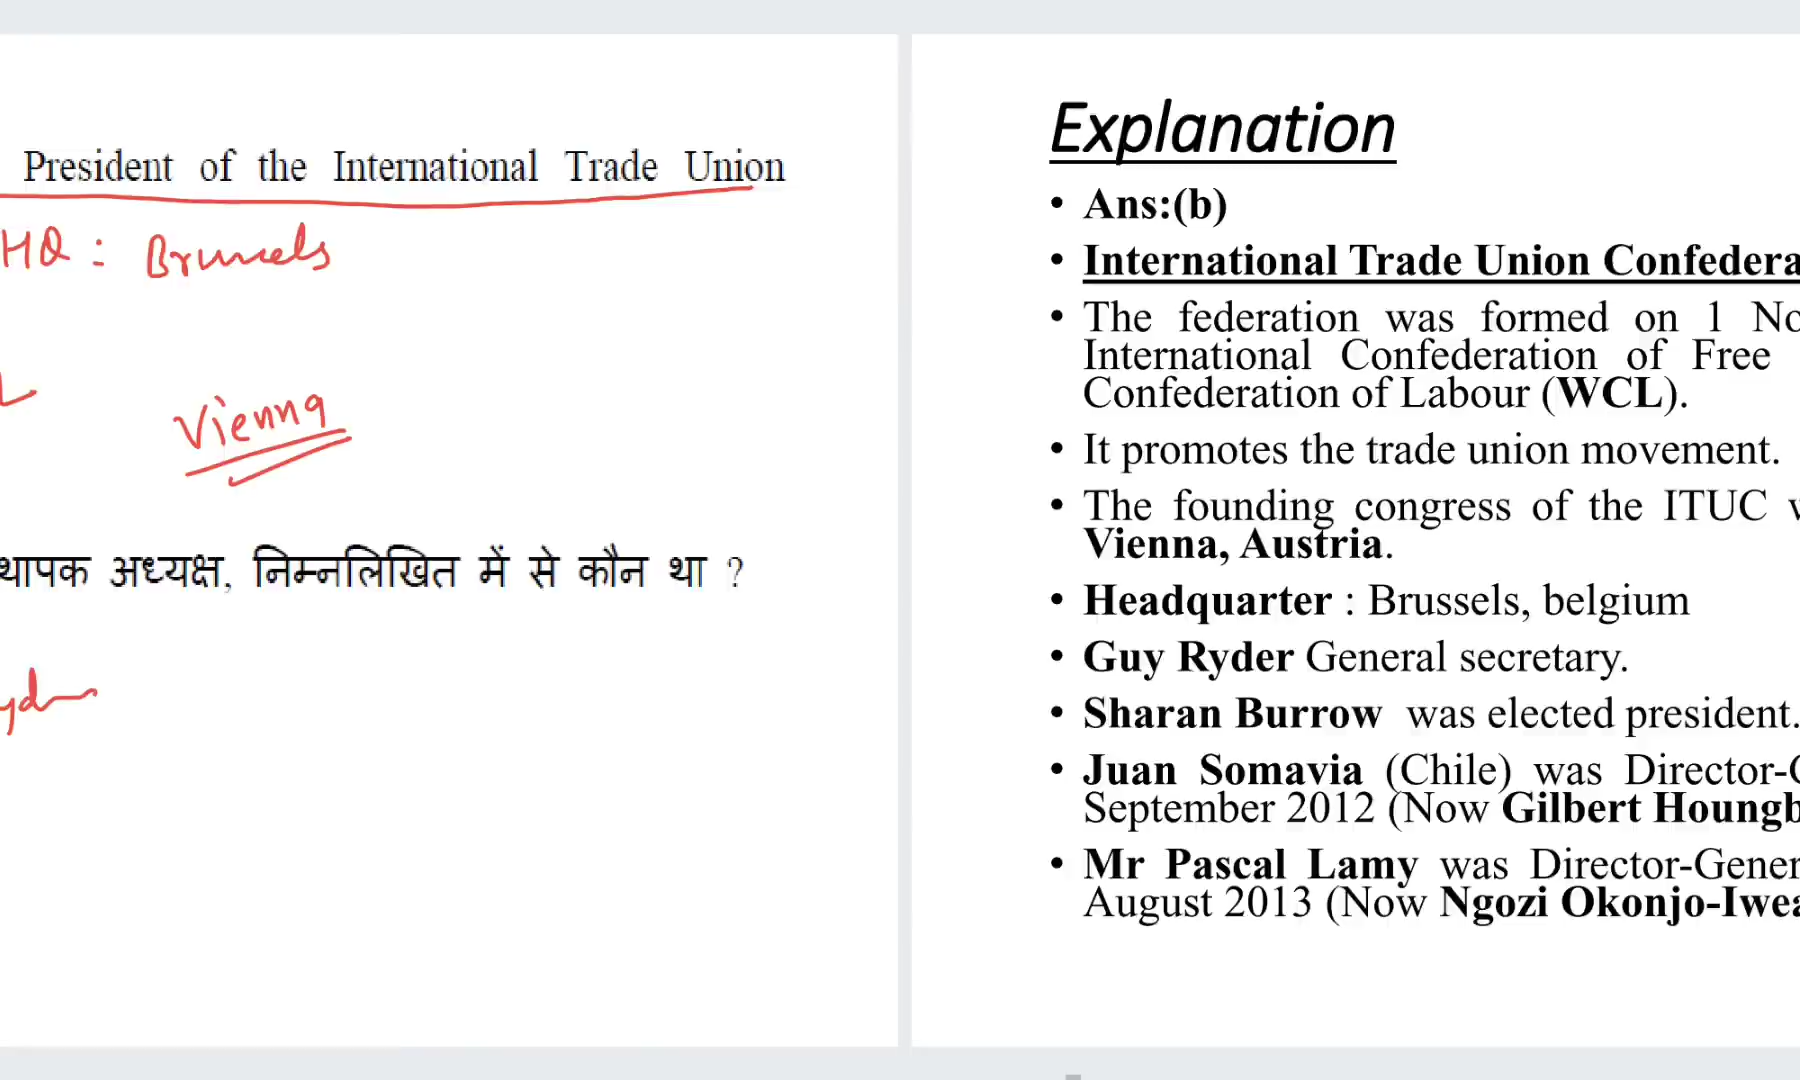 President of the International Trade Union
HQ : Brussels
Vienna
थापक अध्यक्ष, निम्नलिखित में से कौन था ?
Explanation
• Ans:(b)
• International Trade Union Confedera
• The federation was formed on 1 No
International Confederation of Free
Confederation of Labour (WCL).
• It promotes the trade union movement.
• The founding congress of the ITUC w
Vienna, Austria.
• Headquarter : Brussels, belgium
• Guy Ryder General secretary.
• Sharan Burrow was elected president.
• Juan Somavia (Chile) was Director-G
September 2012 (Now Gilbert Houngb
• Mr Pascal Lamy was Director-Gener
August 2013 (Now Ngozi Okonjo-Iwea